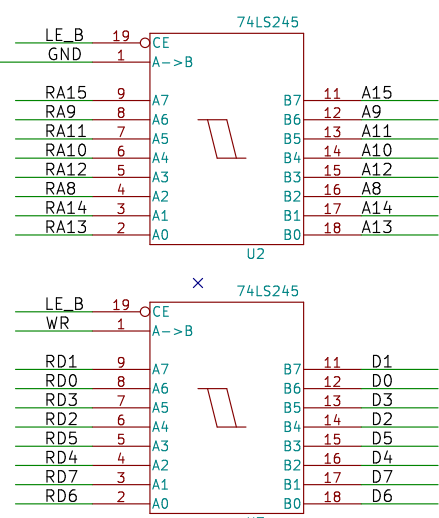 74LS245
LE_B 19 CE
GND 1 A->B
RA15 9 A7 B7 11 A15
RA9 8 A6 B6 12 A9
RA11 7 A5 B5 13 A11
RA10 6 A4 B4 14 A10
RA12 5 A3 B3 15 A12
RA8 4 A2 B2 16 A8
RA14 3 A1 B1 17 A14
RA13 2 A0 B0 18 A13
U2
74LS245
LE_B 19 CE
WR 1 A->B
RD1 9 A7 B7 11 D1
RD0 8 A6 B6 12 D0
RD3 7 A5 B5 13 D3
RD2 6 A4 B4 14 D2
RD5 5 A3 B3 15 D5
RD4 4 A2 B2 16 D4
RD7 3 A1 B1 17 D7
RD6 2 A0 B0 18 D6